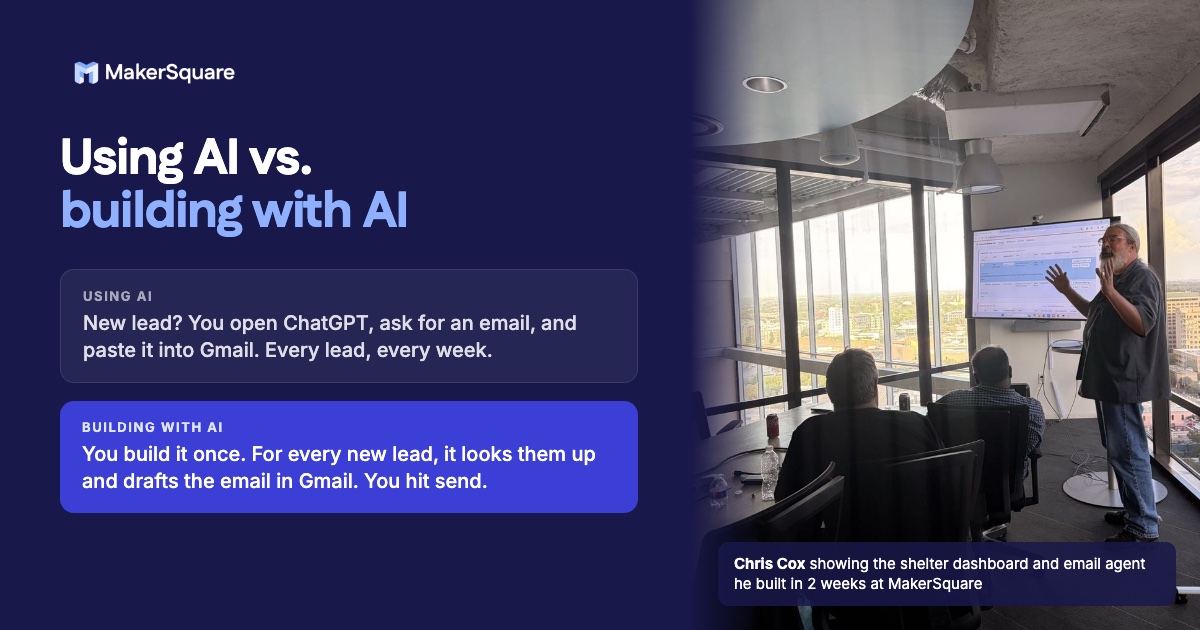 MakerSquare
Using AI vs.
building with AI
USING AI
New lead? You open ChatGPT, ask for an email, and
paste it into Gmail. Every lead, every week.
BUILDING WITH AI
You build it once. For every new lead, it looks them up
and drafts the email in Gmail. You hit send.
Chris Cox showing the shelter dashboard and email agent
he built in 2 weeks at MakerSquare